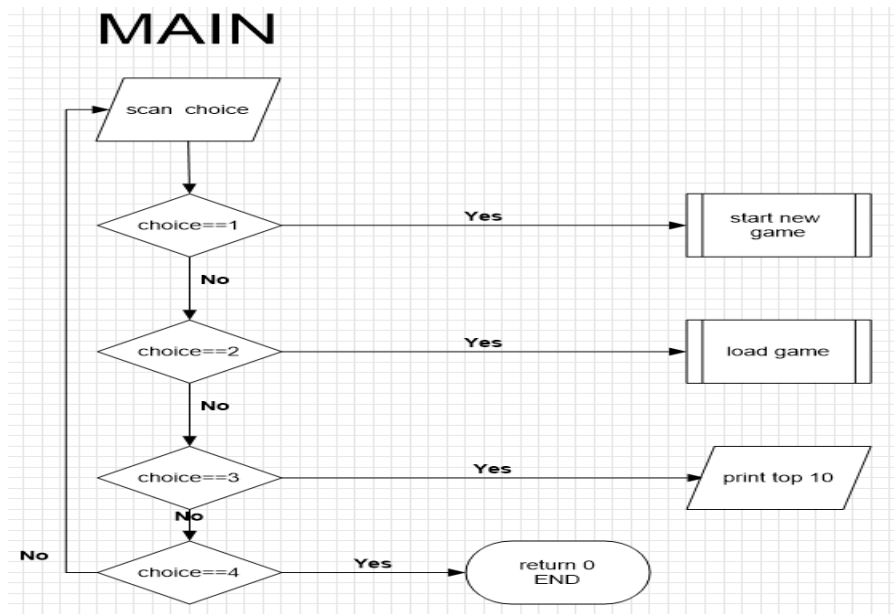 MAIN
scan choice
choice==1
Yes
start new
game
No
choice==2
Yes
load game
No
choice==3
Yes
print top 10
No
choice==4
No
Yes
return 0
END